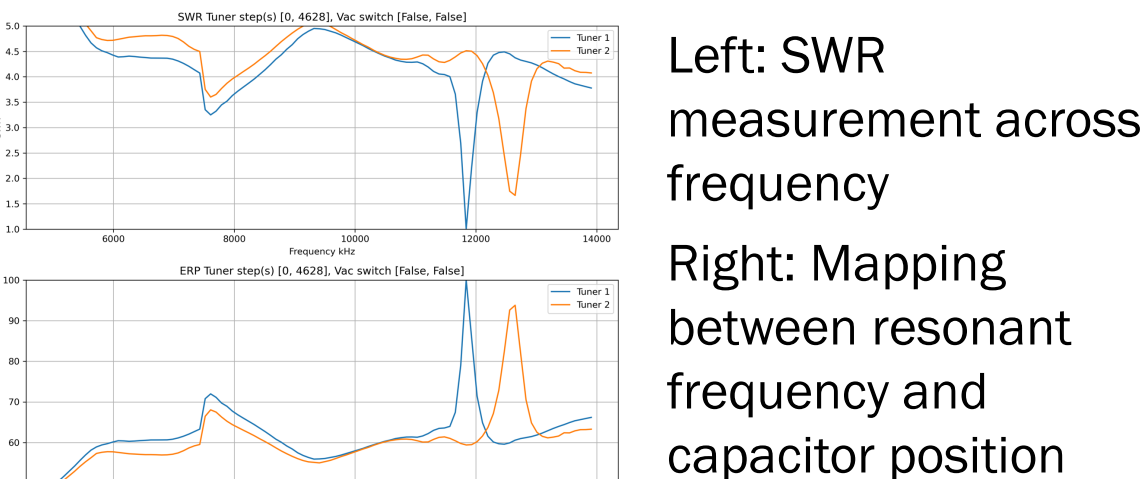 SWR Tuner step(s) [0, 4628], Vac switch [False, False]
5.0
4.5
4.0
3.5
3.0
2.5
2.0
1.5
1.0
Tuner 1
Tuner 2
6000 8000 10000 12000 14000
Frequency kHz
ERP Tuner step(s) [0, 4628], Vac switch [False, False]
100
90
80
70
60
Tuner 1
Tuner 2
Left: SWR
measurement across
frequency
Right: Mapping
between resonant
frequency and
capacitor position